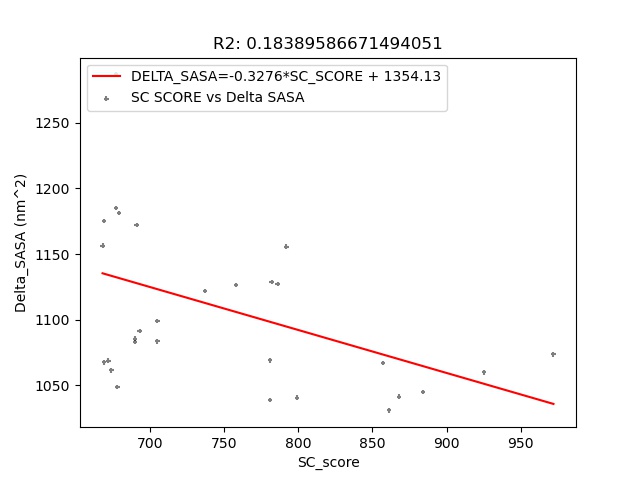 R2: 0.18389586671494051
DELTA_SASA=-0.3276*SC_SCORE + 1354.13
SC SCORE vs Delta SASA
Delta_SASA (nm^2)
1250
1200
1150
1100
1050
700 750 800 850 900 950
SC_score